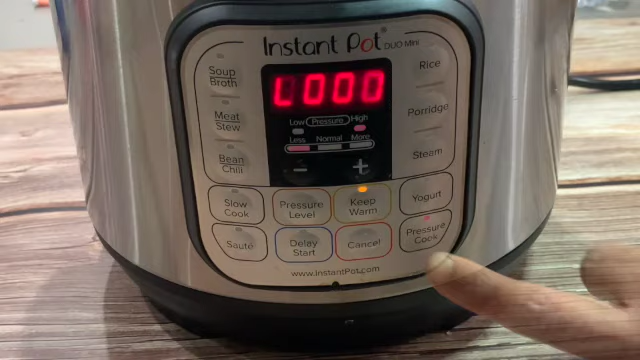 Instant Pot® DUO Mini
L000
Soup
Broth
Meat
Stew
Bean
Chili
Low Pressure High
Less Normal More
− +
Rice
Porridge
Steam
Slow
Cook
Pressure
Level
Keep
Warm
Yogurt
Sauté
Delay
Start
Cancel
Pressure
Cook
www.InstantPot.com